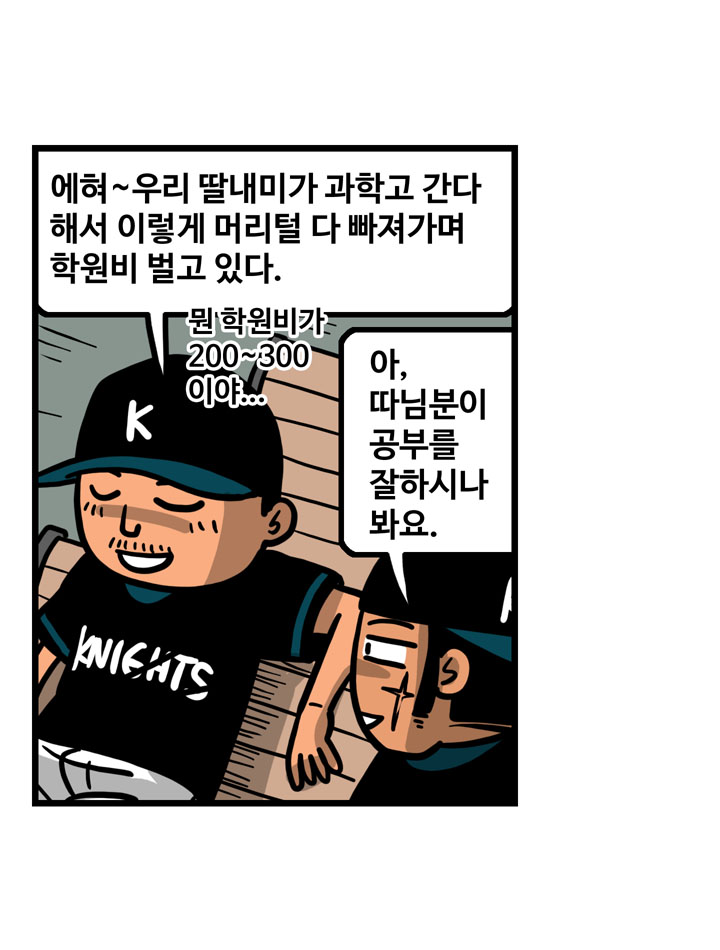 에혀~우리 딸내미가 과학고 간다
해서 이렇게 머리털 다 빠져가며
학원비 벌고 있다.
뭔 학원비가
200~300
이야...
아,
따님분이
공부를
잘하시나
봐요.
K
KNIGHTS